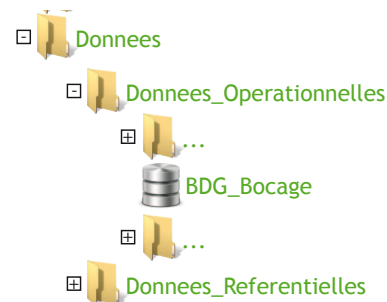 Donnees
Donnees_Operationnelles
...
BDG_Bocage
...
Donnees_Referentielles